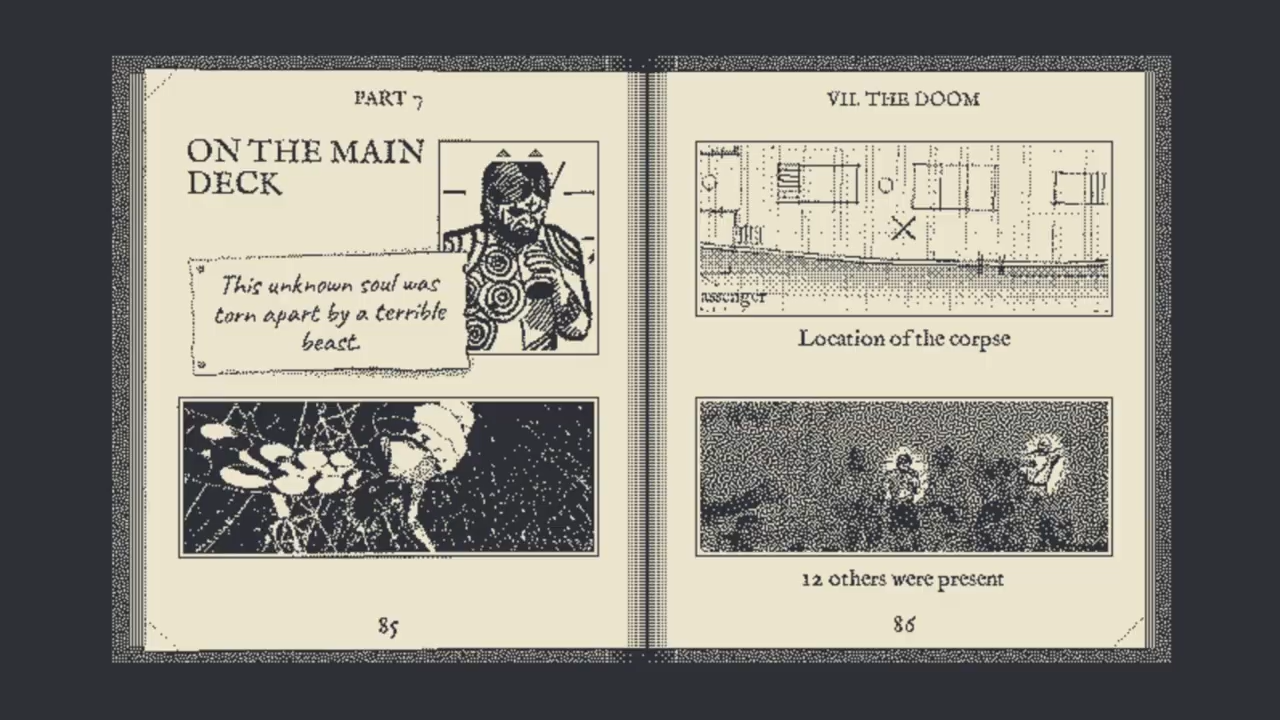 PART 7
ON THE MAIN
DECK
This unknown soul was
torn apart by a terrible
beast.
85
VII. THE DOOM
assenger
Location of the corpse
12 others were present
86